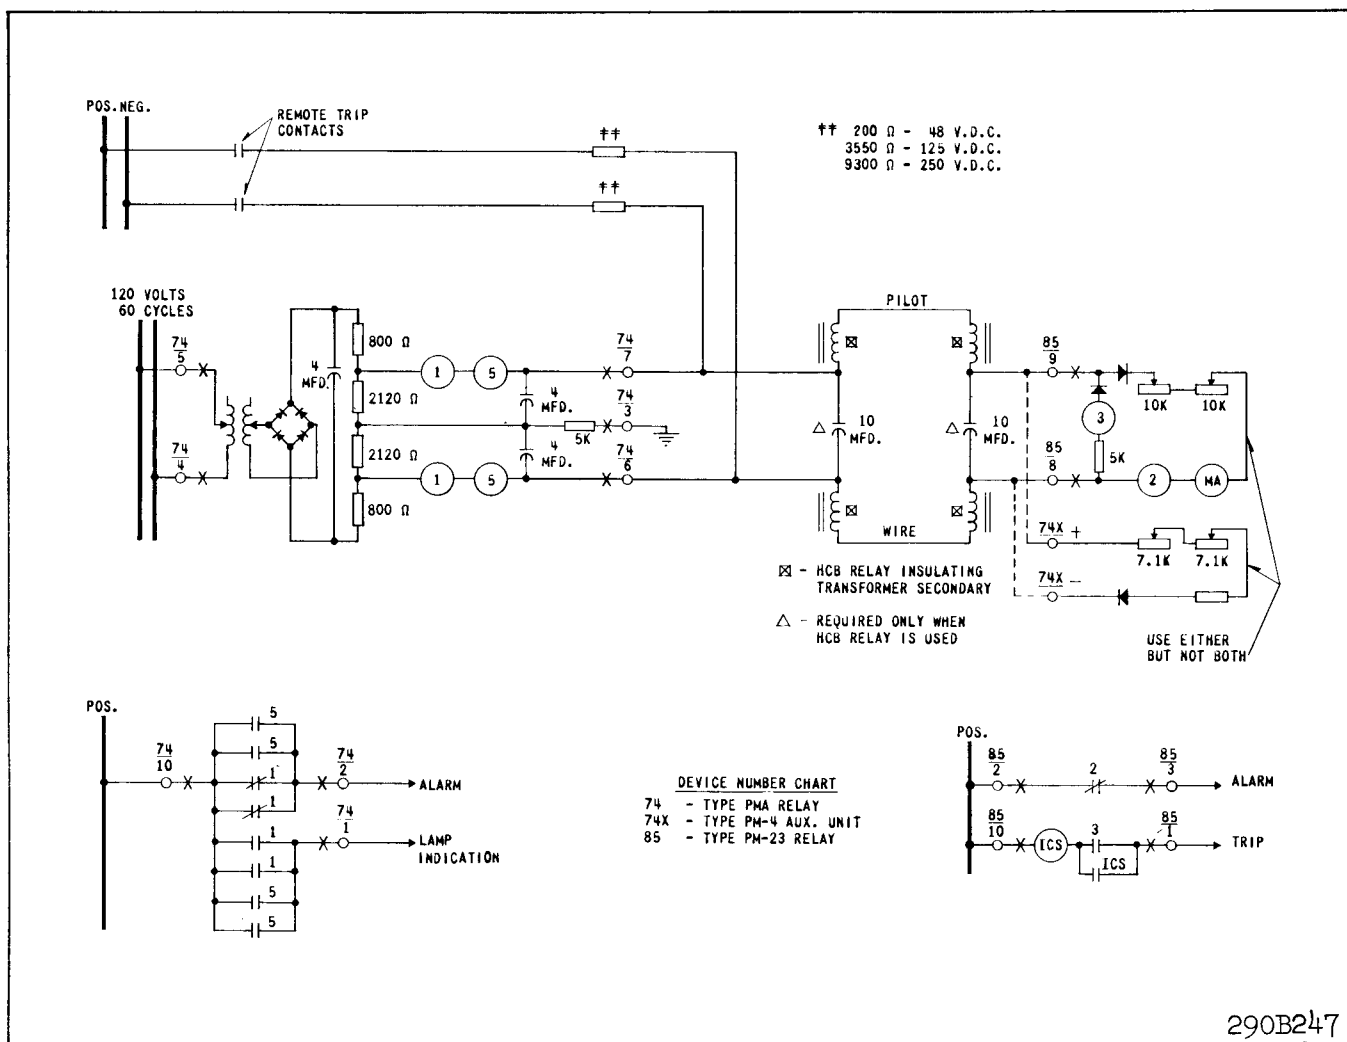 POS. NEG.
REMOTE TRIP
CONTACTS
‡‡
‡‡
‡‡ 200 Ω - 48 V.D.C.
3550 Ω - 125 V.D.C.
9300 Ω - 250 V.D.C.
120 VOLTS
60 CYCLES
74
5
74
4
4
MFD.
800 Ω
2120 Ω
2120 Ω
800 Ω
1
5
1
5
4
MFD.
4
MFD.
5K
74
7
74
3
74
6
PILOT
WIRE
10
MFD.
10
MFD.
85
9
85
8
3
5K
10K
10K
2
MA
74X +
74X -
7.1K
7.1K
USE EITHER
BUT NOT BOTH
☒ - HCB RELAY INSULATING
TRANSFORMER SECONDARY
△ - REQUIRED ONLY WHEN
HCB RELAY IS USED
POS.
74
10
5
5
1
1
1
1
5
5
74
2
ALARM
74
1
LAMP
INDICATION
DEVICE NUMBER CHART
74 - TYPE PMA RELAY
74X - TYPE PM-4 AUX. UNIT
85 - TYPE PM-23 RELAY
POS.
85
2
2
85
3
ALARM
85
10
ICS
3
ICS
85
1
TRIP
290B247